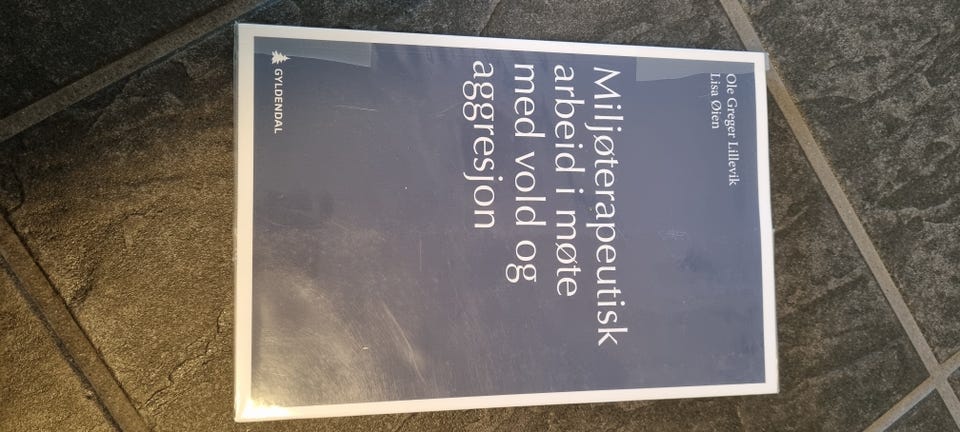 Ole Greger Lillevik
Lisa Øien
Miljøterapeutisk
arbeid i møte
med vold og
aggresjon
GYLDENDAL